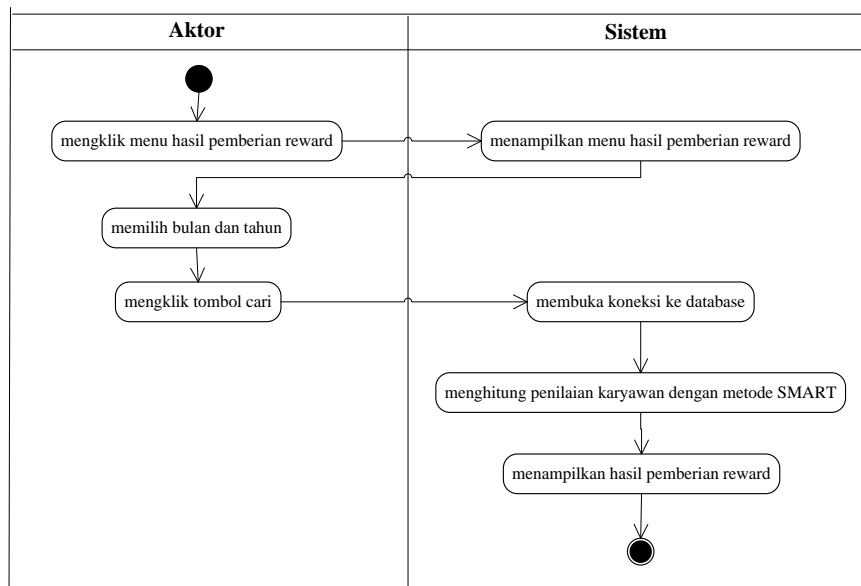 Aktor
Sistem
mengklik menu hasil pemberian reward
menampilkan menu hasil pemberian reward
memilih bulan dan tahun
mengklik tombol cari
membuka koneksi ke database
menghitung penilaian karyawan dengan metode SMART
menampilkan hasil pemberian reward